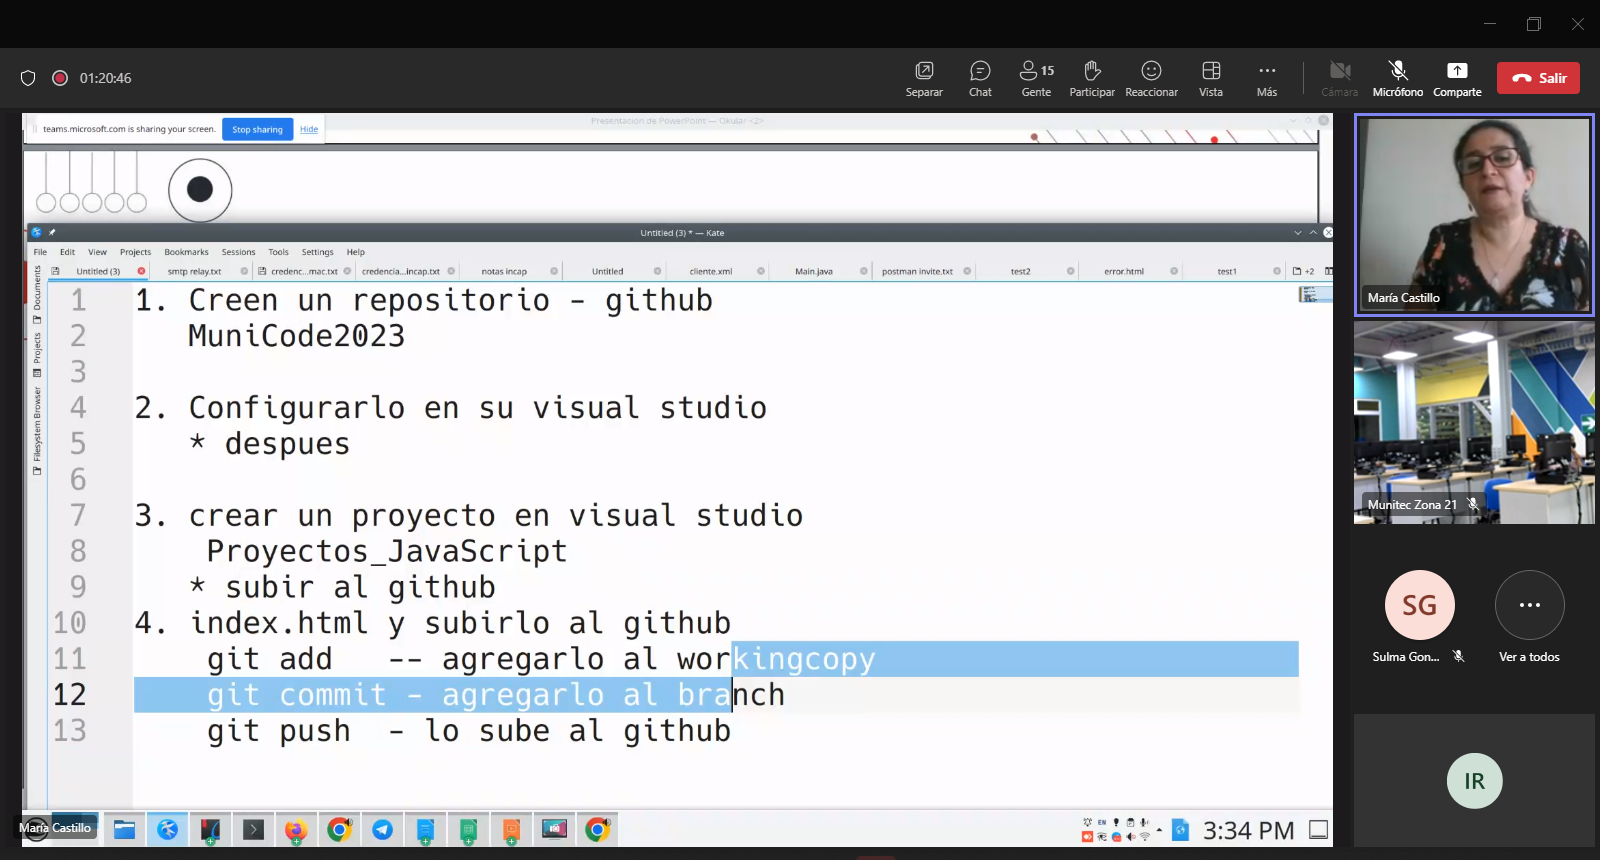 01:20:46
Separar
Chat
15
Gente
Participar
Reaccionar
Vista
Más
Cámara
Micrófono
Comparte
Salir
teams.microsoft.com is sharing your screen.
Stop sharing
Hide
Presentación de PowerPoint — Okular <2>
Untitled (3) * — Kate
File Edit View Projects Bookmarks Sessions Tools Settings Help
Untitled (3)
smtp relay.txt
credenc...mac.txt
credencia...incap.txt
notas incap
Untitled
cliente.xml
Main.java
postman invite.txt
test2
error.html
test1
+2
Documents
Projects
Filesystem Browser
1 1. Creen un repositorio - github
2 MuniCode2023
3
4 2. Configurarlo en su visual studio
5 * despues
6
7 3. crear un proyecto en visual studio
8 Proyectos_JavaScript
9 * subir al github
10 4. index.html y subirlo al github
11 git add -- agregarlo al workingcopy
12 git commit - agregarlo al branch
13 git push - lo sube al github
María Castillo
EN
3:34 PM
María Castillo
Munitec Zona 21
SG
Sulma Gon...
Ver a todos
IR